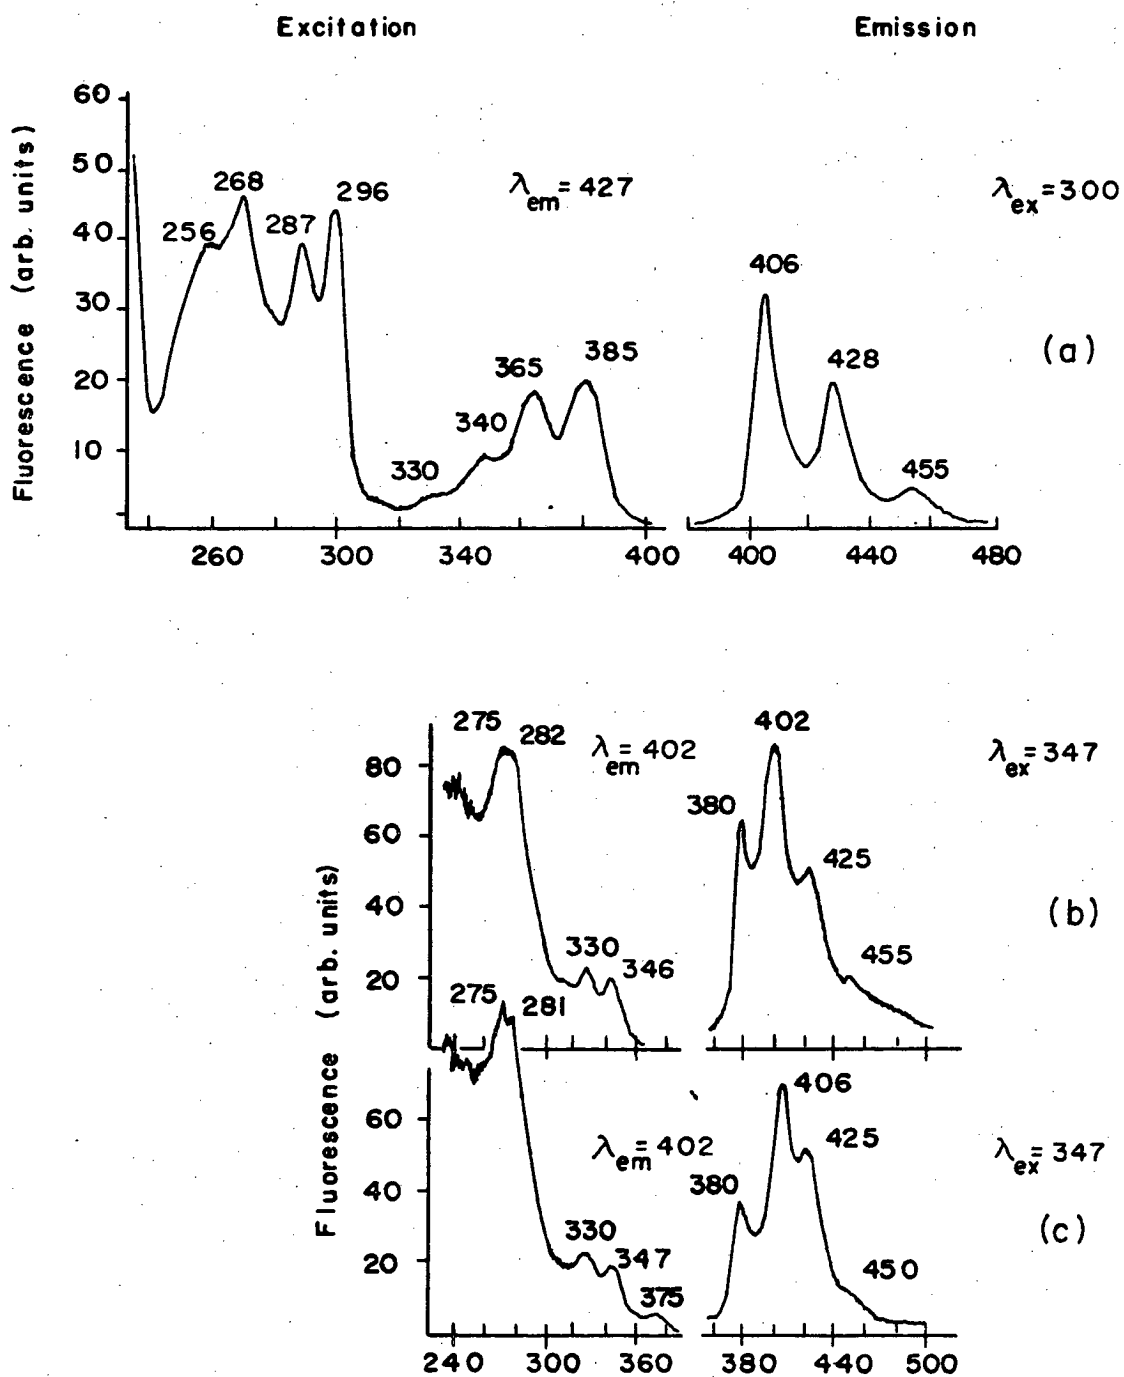 Excitation Emission
Fluorescence (arb. units)
60
50
40
30
20
10
256 268 287 296 330 340 365 385
λem = 427
406 428 455
λex = 300
(a)
260 300 340 400 400 440 480
Fluorescence (arb. units)
80
60
40
20
275 282 330 346
λem = 402
380 402 425 455
λex = 347
(b)
60
40
20
275 281 330 347 375
λem = 402
380 406 425 450
λex = 347
(c)
240 300 360 380 440 500